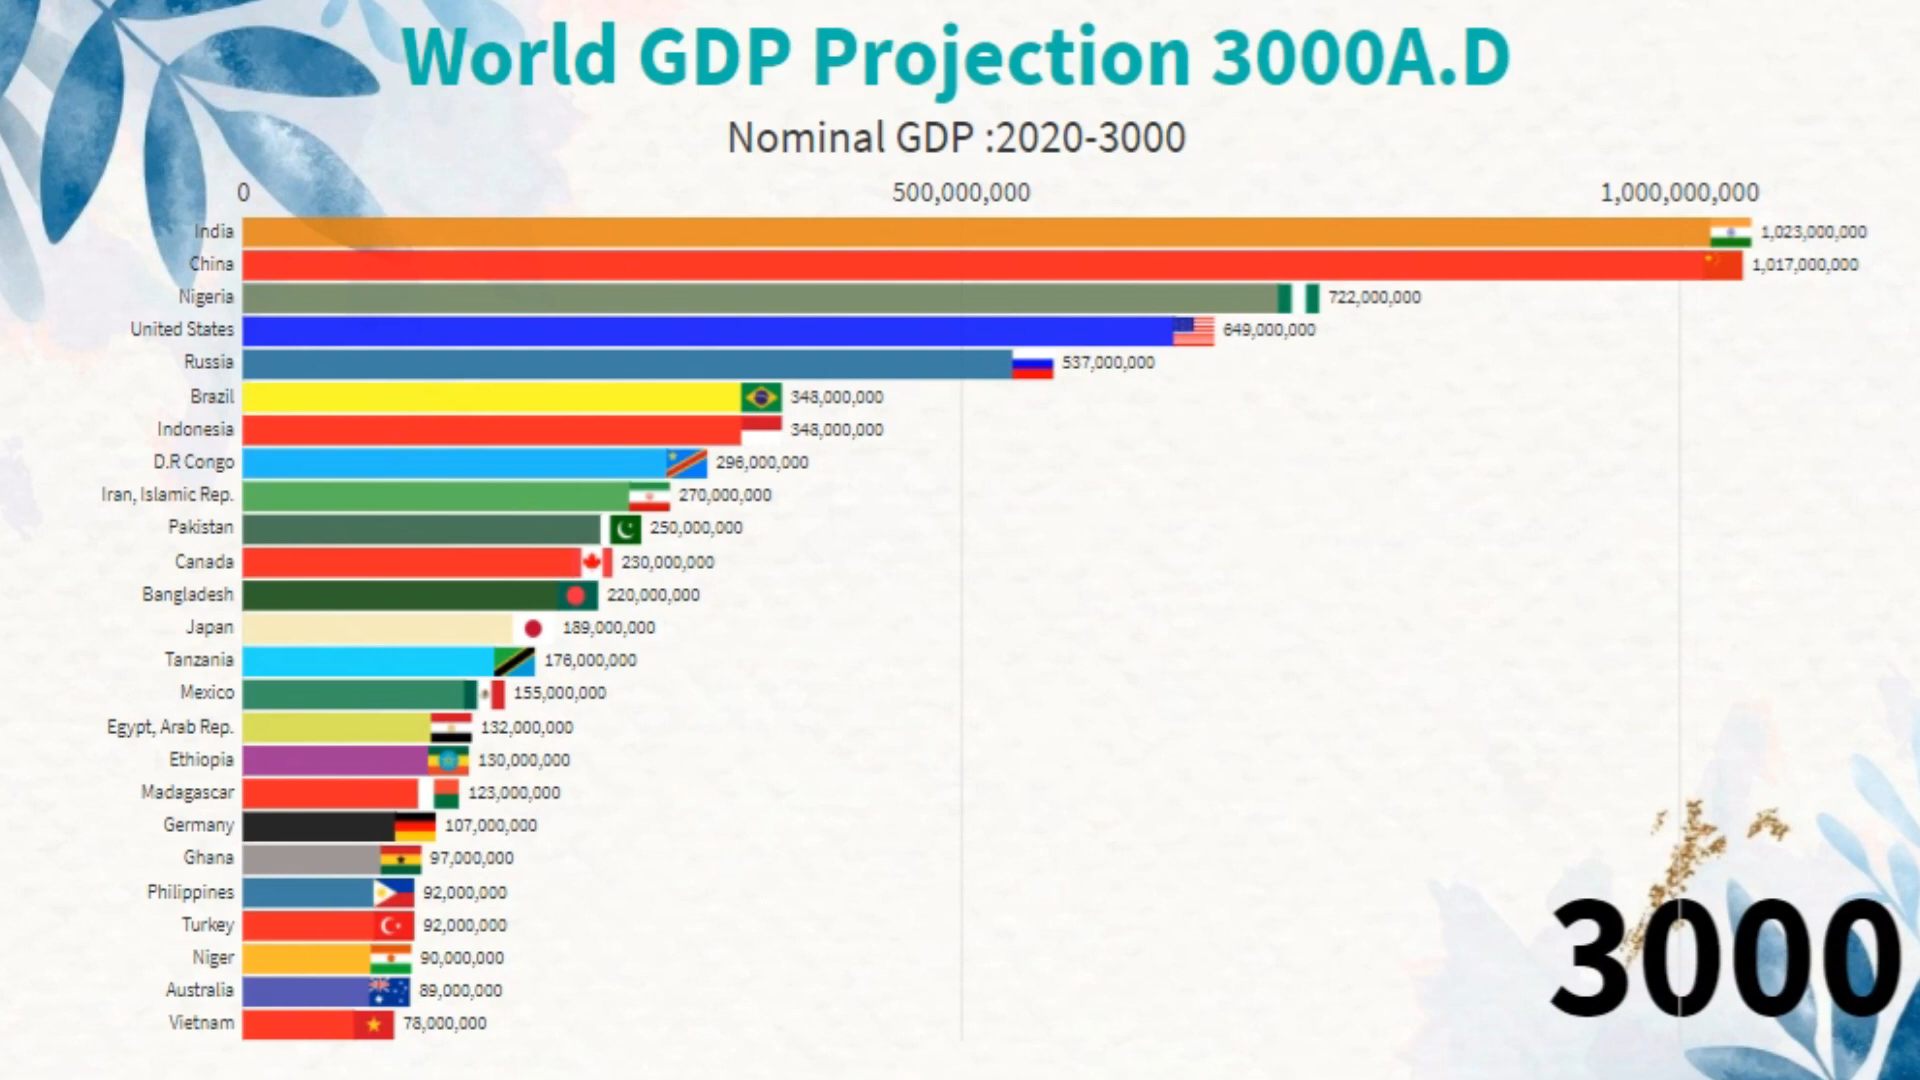 World GDP Projection 3000A.D
Nominal GDP :2020-3000
0 500,000,000 1,000,000,000
India 1,023,000,000
China 1,017,000,000
Nigeria 722,000,000
United States 649,000,000
Russia 537,000,000
Brazil 348,000,000
Indonesia 348,000,000
D.R Congo 296,000,000
Iran, Islamic Rep. 270,000,000
Pakistan 250,000,000
Canada 230,000,000
Bangladesh 220,000,000
Japan 189,000,000
Tanzania 176,000,000
Mexico 155,000,000
Egypt, Arab Rep. 132,000,000
Ethiopia 130,000,000
Madagascar 123,000,000
Germany 107,000,000
Ghana 97,000,000
Philippines 92,000,000
Turkey 92,000,000
Niger 90,000,000
Australia 89,000,000
Vietnam 78,000,000
3000